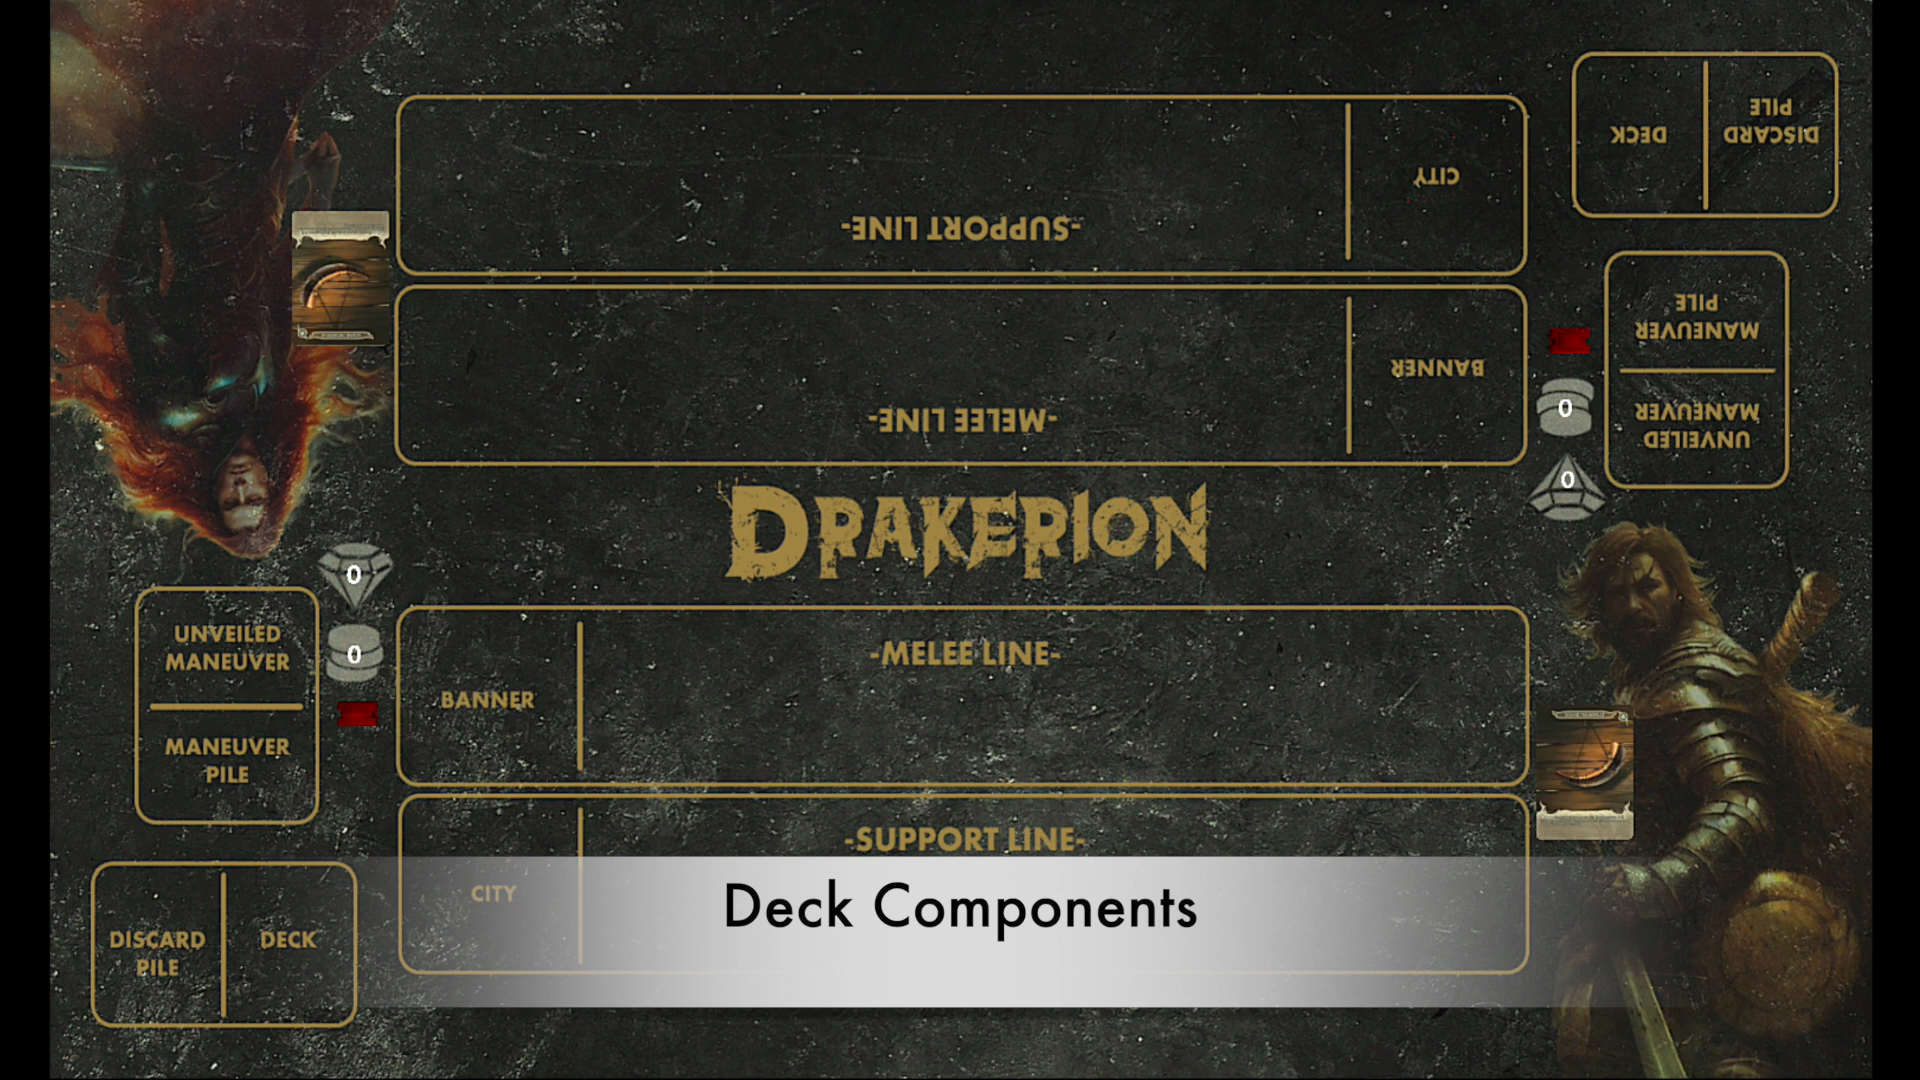 DISCARD
PILE
DECK
CITY
-SUPPORT LINE-
MANEUVER
PILE
UNVEILED
MANEUVER
BANNER
-MELEE LINE-
0
0
DRAKERION
0
0
UNVEILED
MANEUVER
MANEUVER
PILE
-MELEE LINE-
BANNER
-SUPPORT LINE-
CITY
DISCARD
PILE
DECK
Deck Components